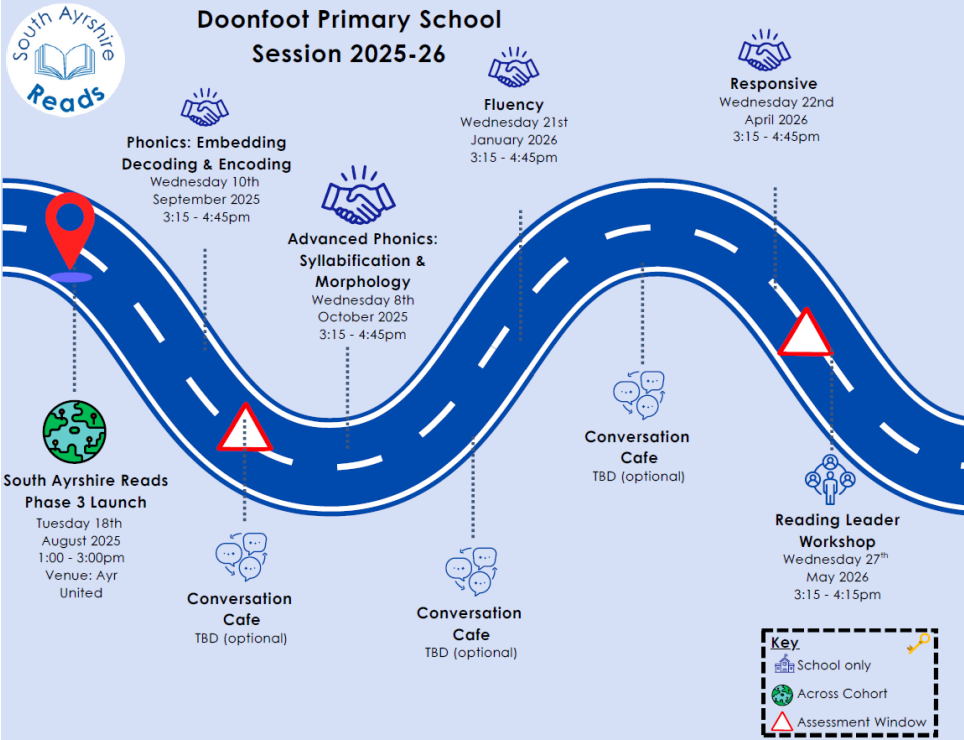 South Ayrshire
Reads
Doonfoot Primary School
Session 2025-26
Phonics: Embedding
Decoding & Encoding
Wednesday 10th
September 2025
3:15 - 4:45pm
Advanced Phonics:
Syllabification &
Morphology
Wednesday 8th
October 2025
3:15 - 4:45pm
Fluency
Wednesday 21st
January 2026
3:15 - 4:45pm
Responsive
Wednesday 22nd
April 2026
3:15 - 4:45pm
South Ayrshire Reads
Phase 3 Launch
Tuesday 18th
August 2025
1:00 - 3:00pm
Venue: Ayr
United
Conversation
Cafe
TBD (optional)
Conversation
Cafe
TBD (optional)
Conversation
Cafe
TBD (optional)
Reading Leader
Workshop
Wednesday 27th
May 2026
3:15 - 4:15pm
Key
School only
Across Cohort
Assessment Window